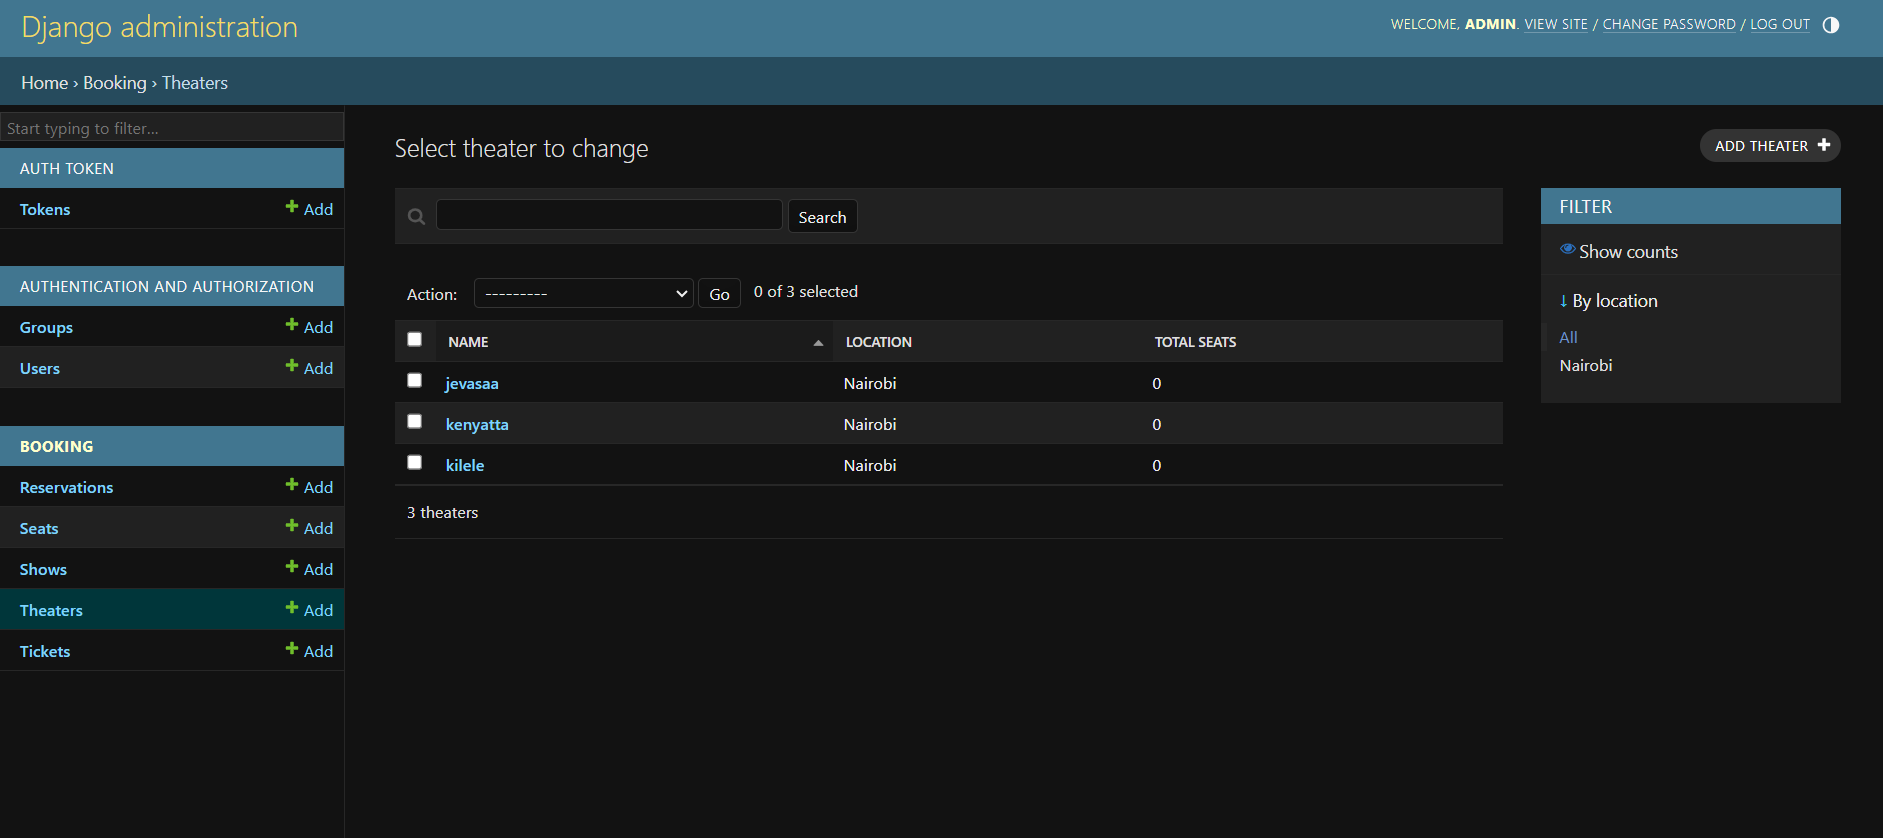 Django administration
WELCOME, ADMIN. VIEW SITE / CHANGE PASSWORD / LOG OUT
Home › Booking › Theaters
Start typing to filter...
AUTH TOKEN
Tokens Add
AUTHENTICATION AND AUTHORIZATION
Groups Add
Users Add
BOOKING
Reservations Add
Seats Add
Shows Add
Theaters Add
Tickets Add
Select theater to change
ADD THEATER
Search
Action: --------- Go 0 of 3 selected
NAME LOCATION TOTAL SEATS
jevasaa Nairobi 0
kenyatta Nairobi 0
kilele Nairobi 0
3 theaters
FILTER
Show counts
↓ By location
All
Nairobi